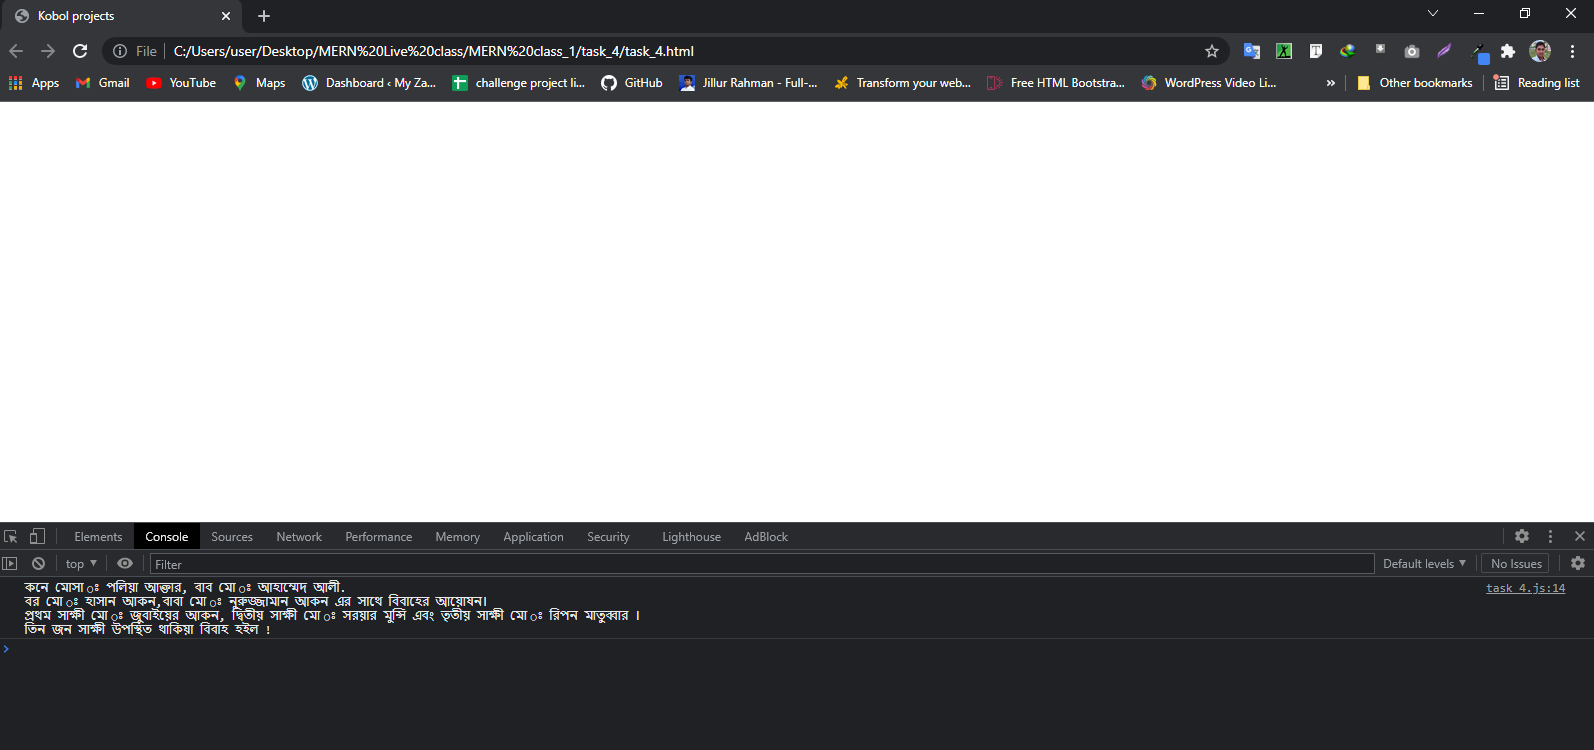 Kobol projects
File
C:/Users/user/Desktop/MERN%20Live%20class/MERN%20class_1/task_4/task_4.html
Apps
Gmail
YouTube
Maps
Dashboard ‹ My Za...
challenge project li...
GitHub
Jillur Rahman - Full-...
Transform your web...
Free HTML Bootstra...
WordPress Video Li...
»
Other bookmarks
Reading list
Elements
Console
Sources
Network
Performance
Memory
Application
Security
Lighthouse
AdBlock
top
Filter
Default levels
No Issues
কনে মোসাঃ পলিয়া আক্তার, বাব মোঃ আহাম্মেদ আলী.
task_4.js:14
বর মোঃ হাসান আকন,বাবা মোঃ নুরুজ্জামান আকন এর সাথে বিবাহের আয়োষন।
প্রথম সাক্ষী মোঃ জুবাইয়ের আকন, দ্বিতীয় সাক্ষী মোঃ সরয়ার মুন্সি এবং তৃতীয় সাক্ষী মোঃ রিপন মাতুব্বার ।
তিন জন সাক্ষী উপস্থিত থাকিয়া বিবাহ হইল !